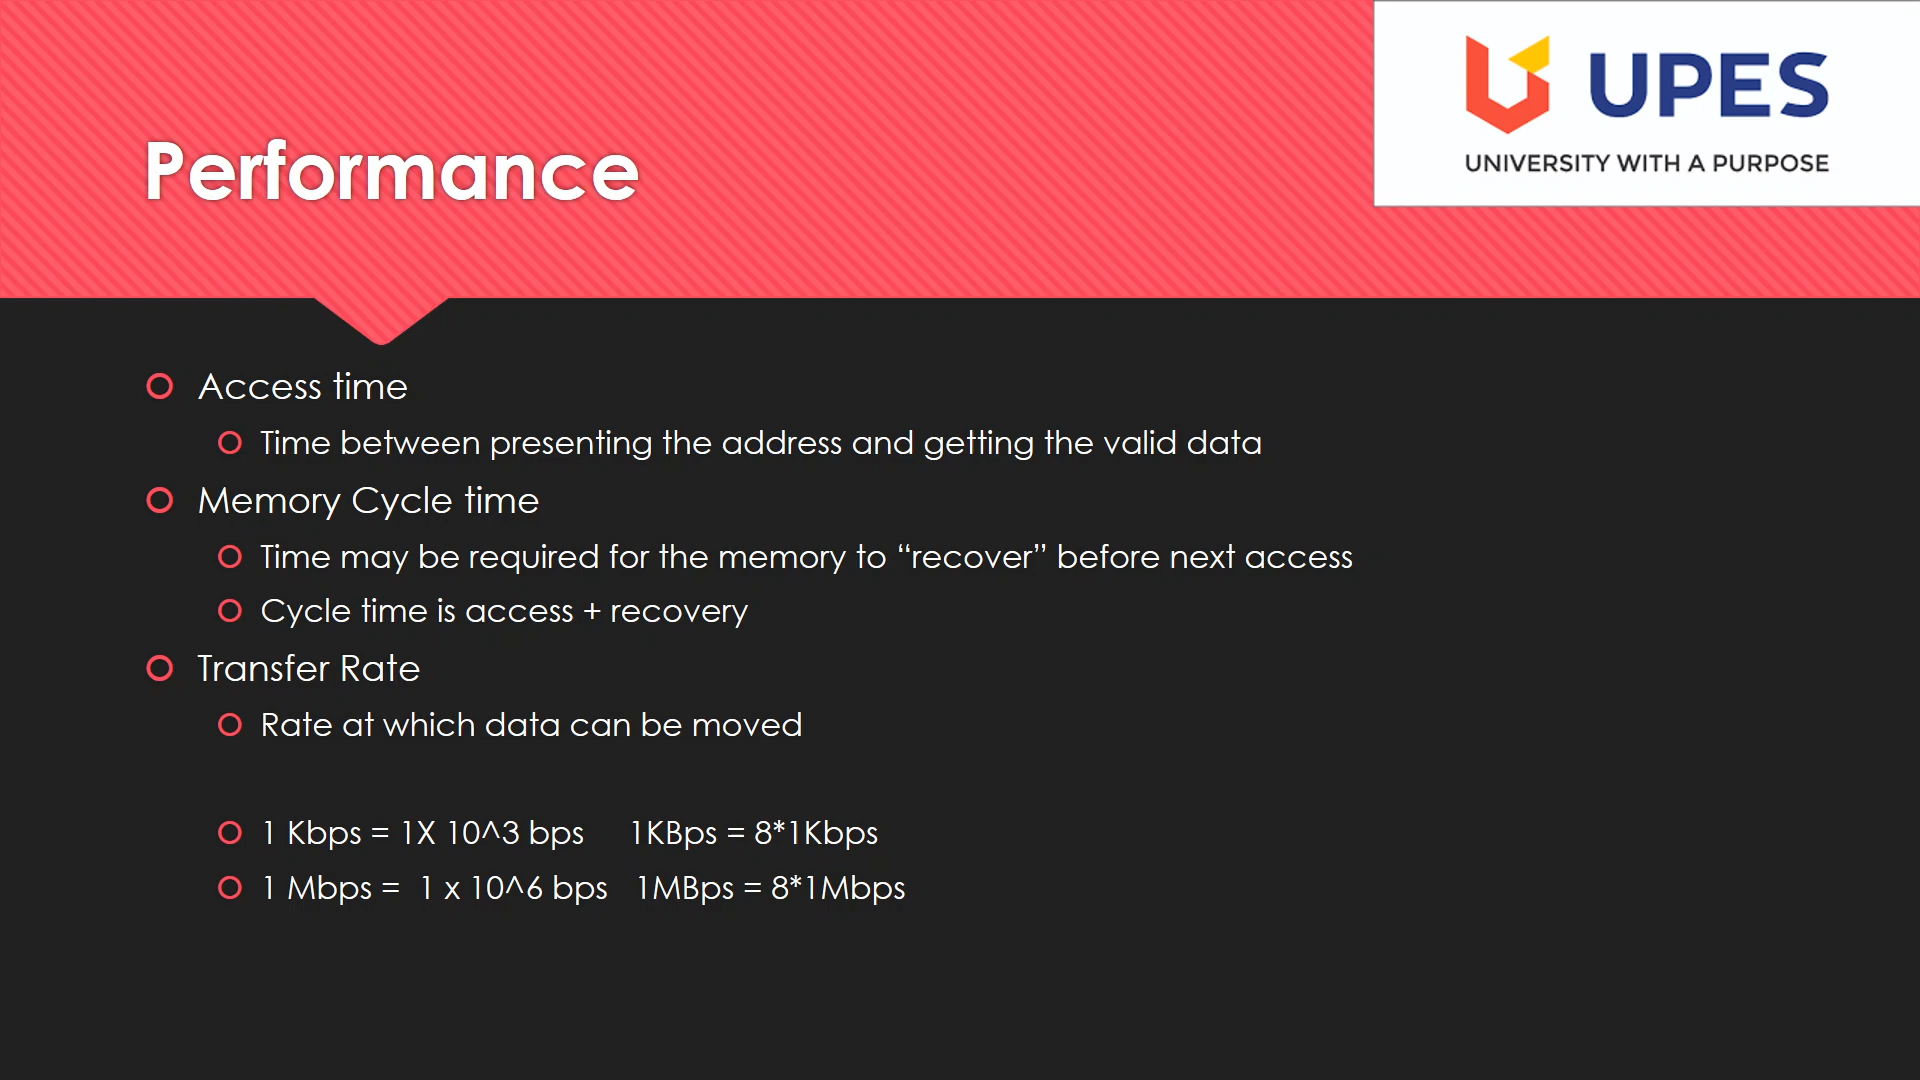 UPES
UNIVERSITY WITH A PURPOSE
Performance
Access time
Time between presenting the address and getting the valid data
Memory Cycle time
Time may be required for the memory to “recover” before next access
Cycle time is access + recovery
Transfer Rate
Rate at which data can be moved
1 Kbps = 1X 10^3 bps 1KBps = 8*1Kbps
1 Mbps = 1 x 10^6 bps 1MBps = 8*1Mbps